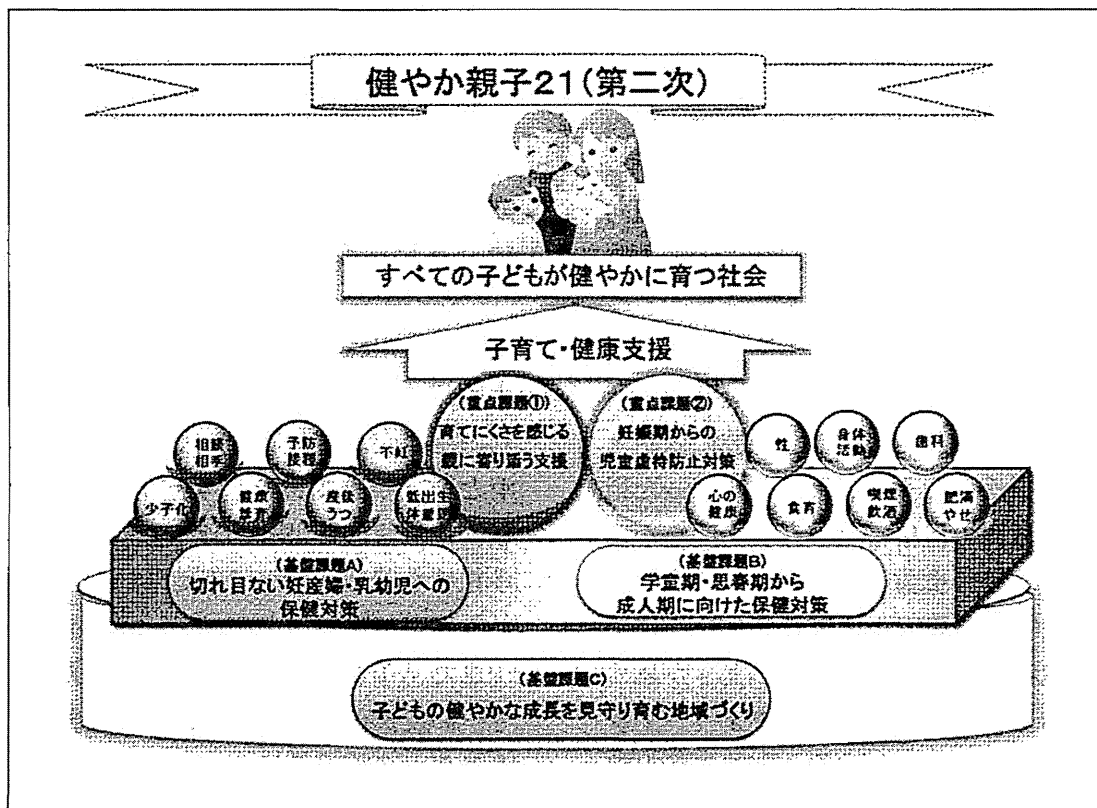 健やか親子21(第二次)
すべての子どもが健やかに育つ社会
子育て・健康支援
(重点課題①)
育てにくさを感じる
親に寄り添う支援
(重点課題②)
妊娠期からの
児童虐待防止対策
相談
相手
予防
接種
不妊
少子化
産後
うつ
低出生
体重児
性
身体
活動
歯科
心の
健康
食育
喫煙
飲酒
肥満
やせ
(基盤課題A)
切れ目ない妊産婦・乳幼児への
保健対策
(基盤課題B)
学童期・思春期から
成人期に向けた保健対策
(基盤課題C)
子どもの健やかな成長を見守り育む地域づくり